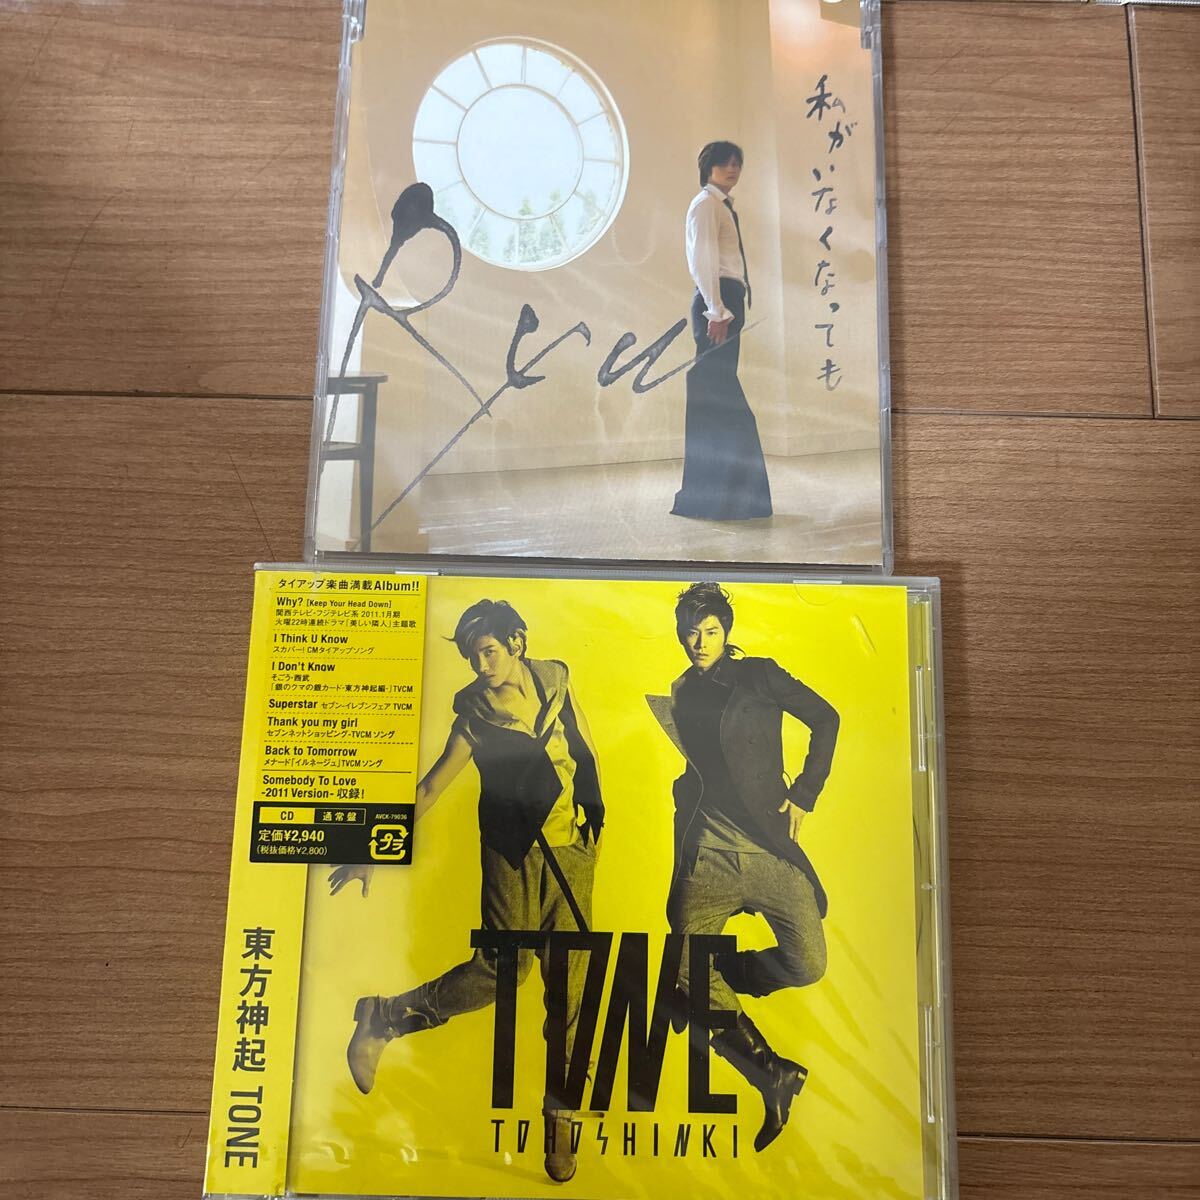 私がいなくなっても
Ryu
タイアップ楽曲満載Album!!
Why? [Keep Your Head Down]
関西テレビ・フジテレビ系 2011.1月期
火曜22時連続ドラマ「美しい隣人」主題歌
I Think U Know
スカパー! CMタイアップソング
I Don't Know
そごう・西武
「銀のクマの銀カード-東方神起編-」TVCM
Superstar セブン-イレブンフェア TVCM
Thank you my girl
セブンネットショッピング-TVCM ソング
Back to Tomorrow
メナード「イルネージュ」TVCMソング
Somebody To Love
-2011 Version- 収録!
CD 通常盤 AVCK-79036
定価¥2,940
(税抜価格¥2,800)
プラ
東方神起 TONE
TONE
TOHOSHINKI